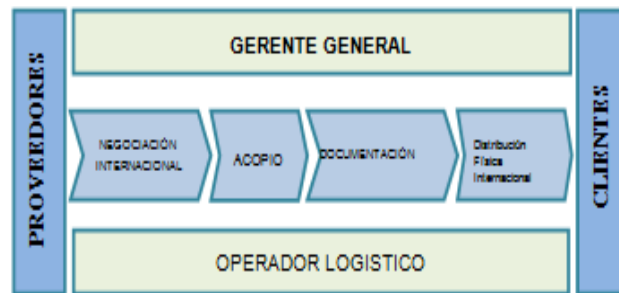 PROVEEDORES
GERENTE GENERAL
NEGOCIACIÓN
INTERNACIONAL
ACOPIO
DOCUMENTACIÓN
Distribución
Física
Internacional
OPERADOR LOGISTICO
CLIENTES